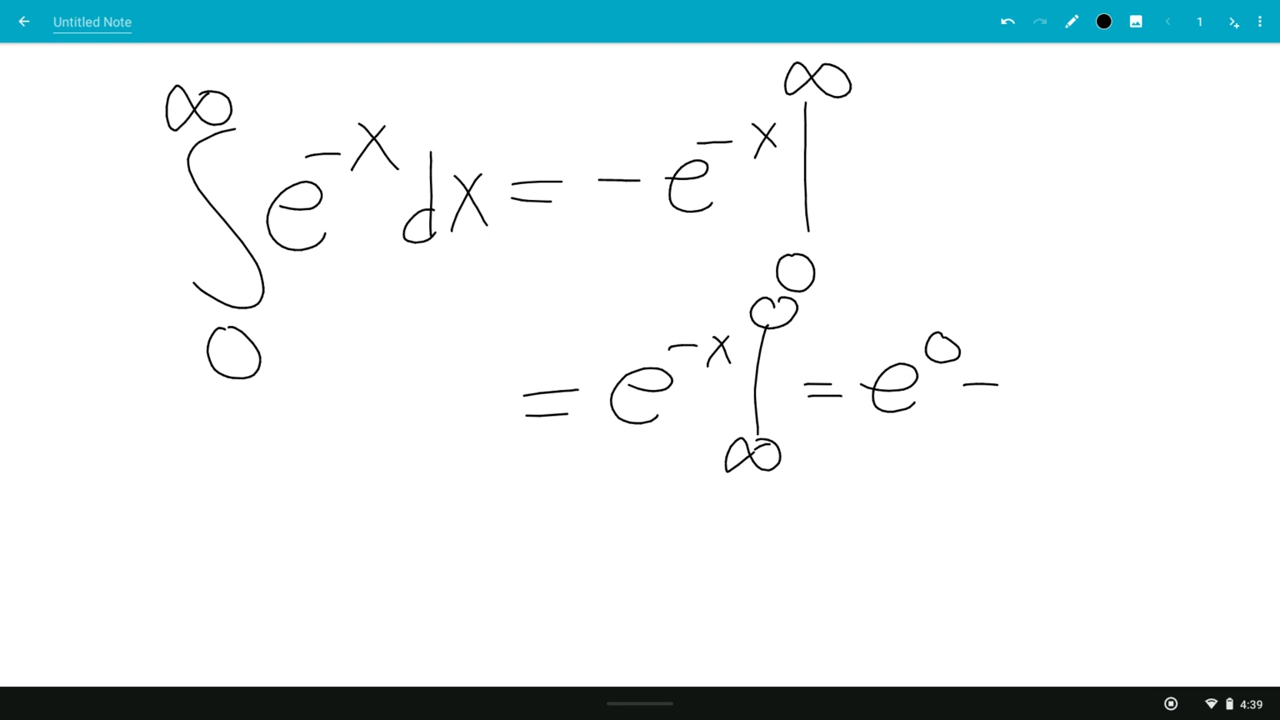 Untitled Note
1
∫₀^∞ e^{-x} dx = -e^{-x} |₀^∞
= e^{-x} |_∞^0 = e^0 -
4:39